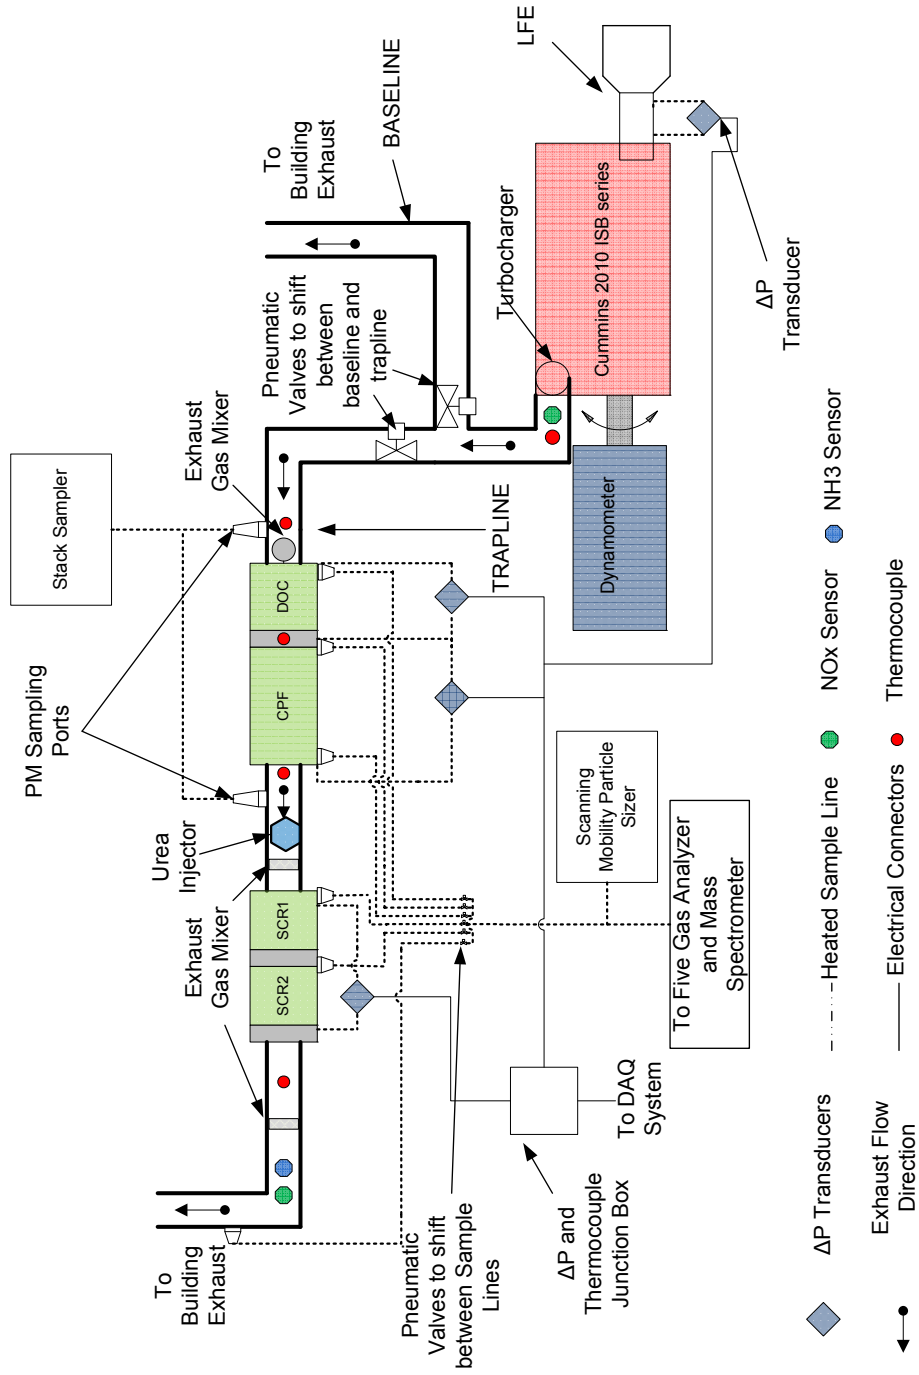 To
Building
Exhaust
BASELINE
LFE
Pneumatic
Valves to shift
between
baseline and
trapline
Turbocharger
Cummins 2010 ISB series
ΔP
Transducer
Exhaust
Gas Mixer
Stack Sampler
DOC
TRAPLINE
Dynamometer
PM Sampling
Ports
CPF
Urea
Injector
Exhaust
Gas Mixer
SCR1
SCR2
Scanning
Mobility Particle
Sizer
To Five Gas Analyzer
and Mass
Spectrometer
To
Building
Exhaust
Pneumatic
Valves to shift
between Sample
Lines
ΔP and
Thermocouple
Junction Box
To DAQ
System
ΔP Transducers
Heated Sample Line
NOx Sensor
NH3 Sensor
Exhaust Flow
Direction
Electrical Connectors
Thermocouple